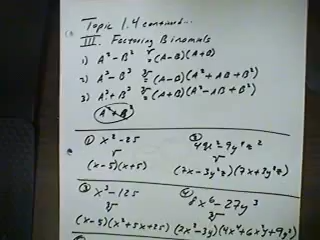 Topic 1.4 continued...
III. Factoring Binomials
1) A² - B² = (A-B)(A+B)
2) A³ - B³ = (A-B)(A² + AB + B²)
3) A³ + B³ = (A+B)(A² - AB + B²)
A² + B²
① x² - 25
(x-5)(x+5)
② 49x² - 9y⁴z²
(7x - 3y²z)(7x + 3y²z)
③ x³ - 125
(x-5)(x² + 5x + 25)
④ 8x⁶ - 27y³
(2x² - 3y)(4x⁴ + 6x²y + 9y²)